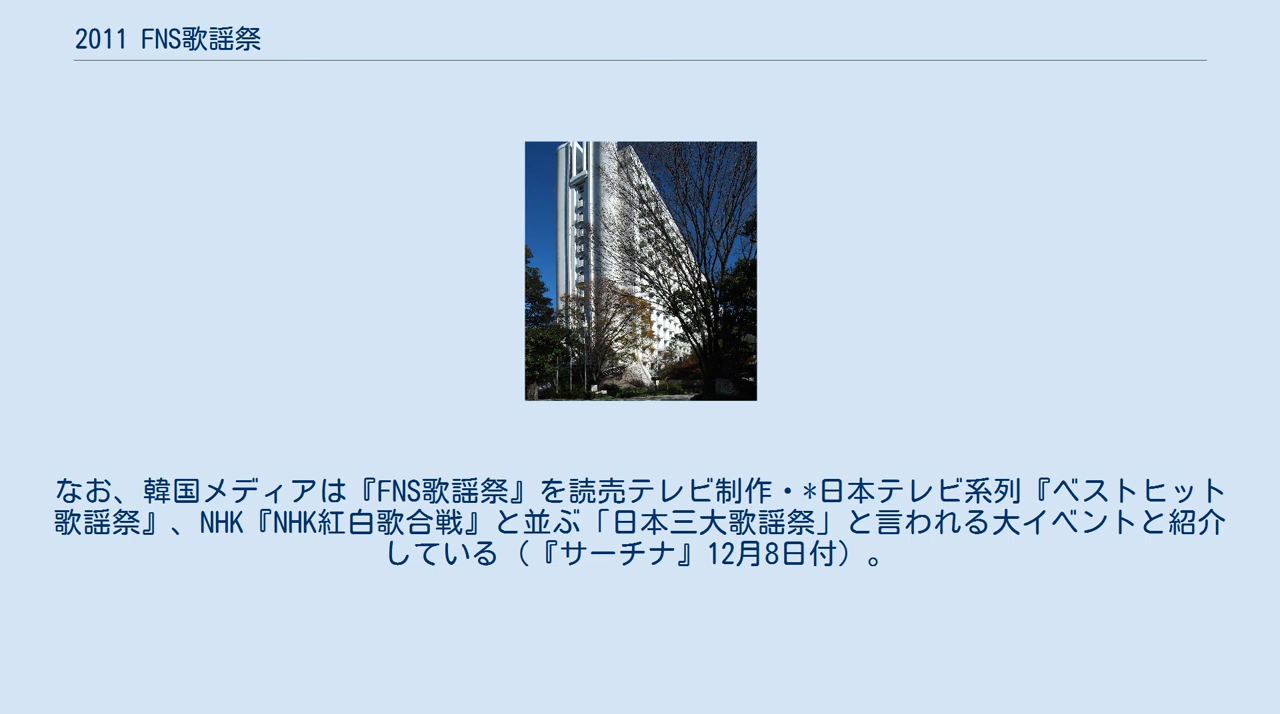 2011 FNS歌謡祭
なお、韓国メディアは『FNS歌謡祭』を読売テレビ制作・*日本テレビ系列『ベストヒット
歌謡祭』、NHK『NHK紅白歌合戦』と並ぶ「日本三大歌謡祭」と言われる大イベントと紹介
している（『サーチナ』12月8日付）。